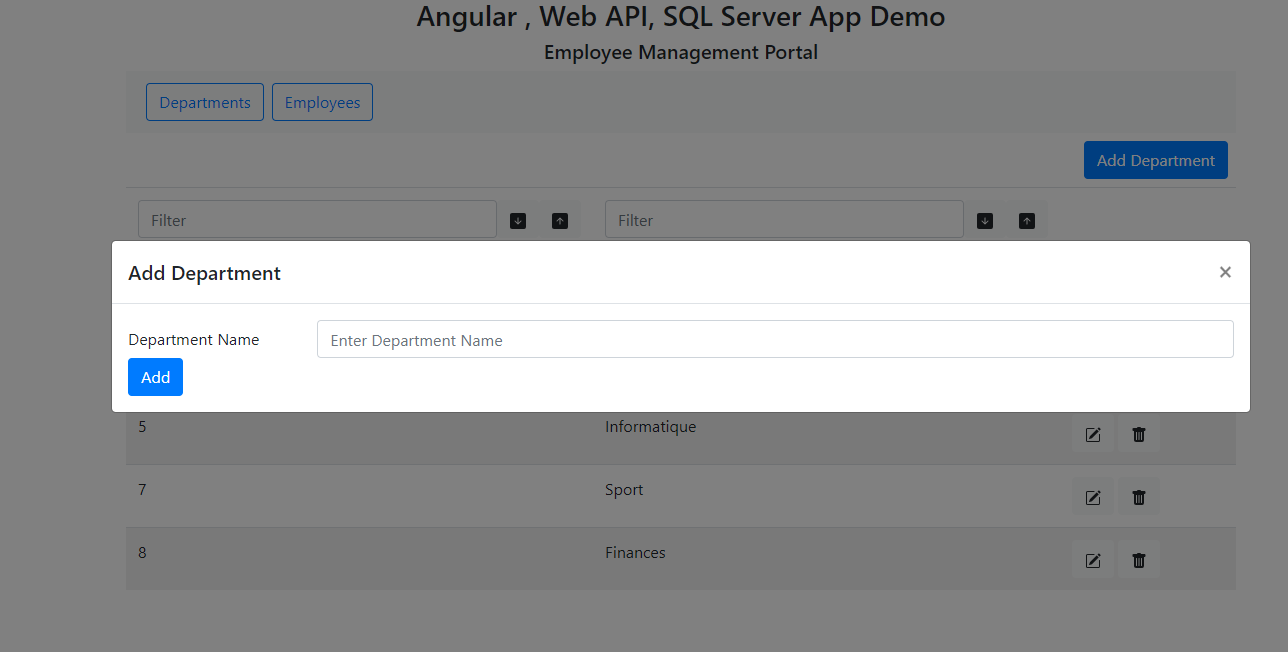 Angular , Web API, SQL Server App Demo
Employee Management Portal
Departments Employees
Add Department
Filter Filter
Add Department ×
Department Name Enter Department Name
Add
5 Informatique
7 Sport
8 Finances